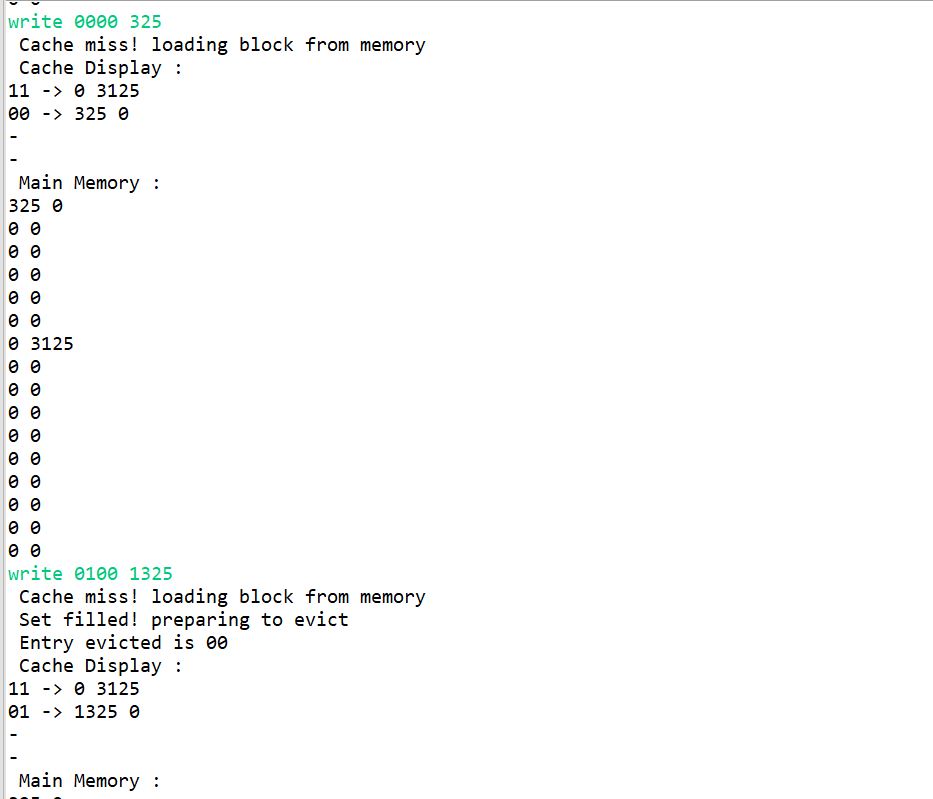 0 0
write 0000 325
Cache miss! loading block from memory
Cache Display :
11 -> 0 3125
00 -> 325 0
-
-
Main Memory :
325 0
0 0
0 0
0 0
0 0
0 0
0 3125
0 0
0 0
0 0
0 0
0 0
0 0
0 0
0 0
0 0
write 0100 1325
Cache miss! loading block from memory
Set filled! preparing to evict
Entry evicted is 00
Cache Display :
11 -> 0 3125
01 -> 1325 0
-
-
Main Memory :